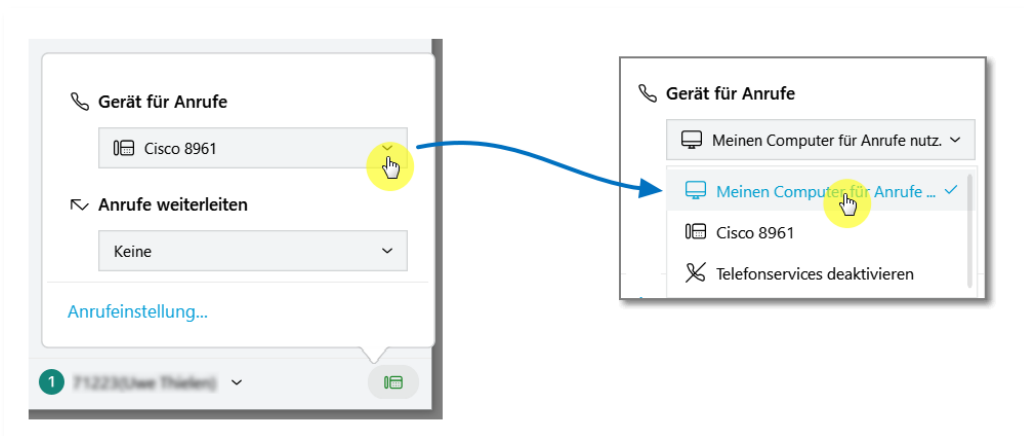 Gerät für Anrufe
Cisco 8961
Anrufe weiterleiten
Keine
Anrufeinstellung...
1
Gerät für Anrufe
Meinen Computer für Anrufe nutz.
Meinen Computer für Anrufe ...
Cisco 8961
Telefonservices deaktivieren